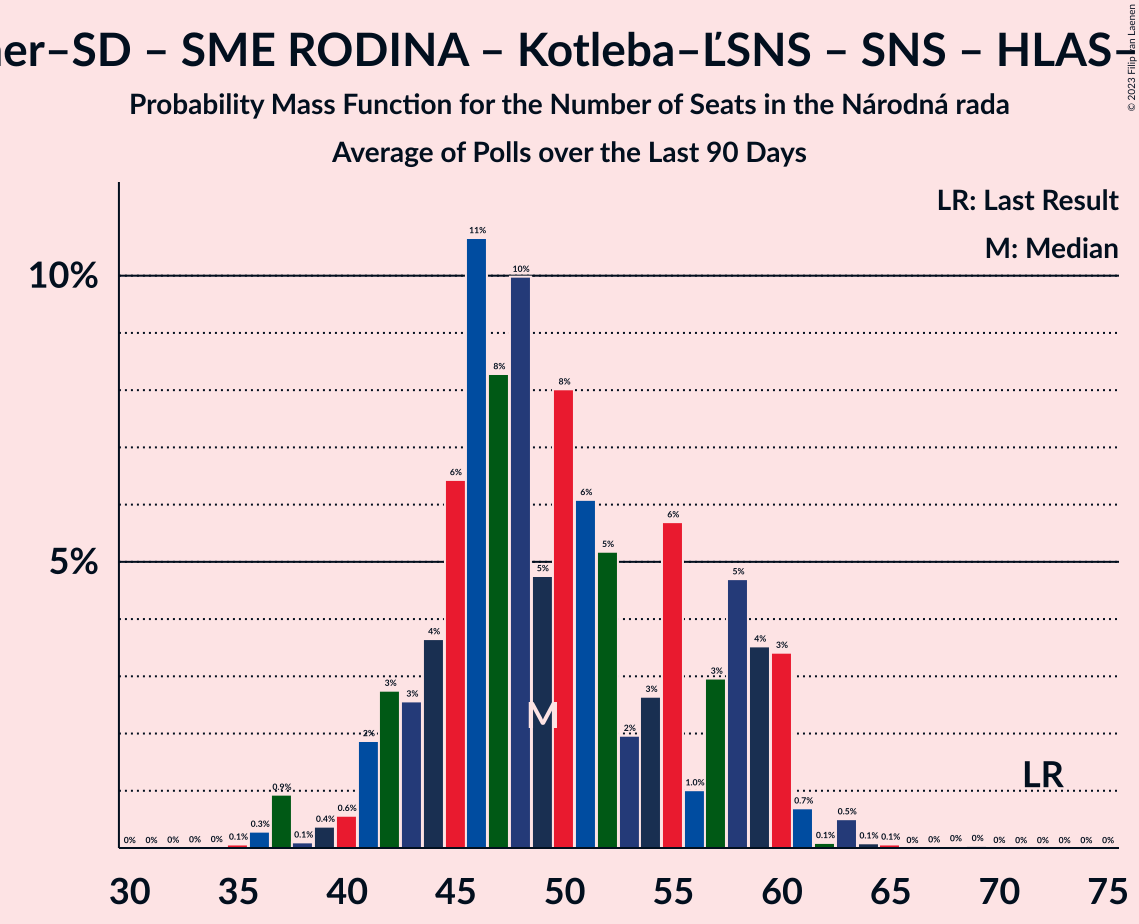 er–SD – SME RODINA – Kotleba–ĽSNS – SNS – HLAS–
© 2023 Filip van Laenen
Probability Mass Function for the Number of Seats in the Národná rada
Average of Polls over the Last 90 Days
LR: Last Result
M: Median
10%
5%
0% 0% 0% 0% 0% 0.1% 0.3% 0.9% 0.1% 0.4% 0.6% 2% 3% 3% 4% 6% 11% 8% 10% 5% 8% 6% 5% 2% 3% 6% 1.0% 3% 5% 4% 3% 0.7% 0.1% 0.5% 0.1% 0.1% 0% 0% 0% 0% 0% 0% 0% 0% 0% 0%
M
LR
30 35 40 45 50 55 60 65 70 75